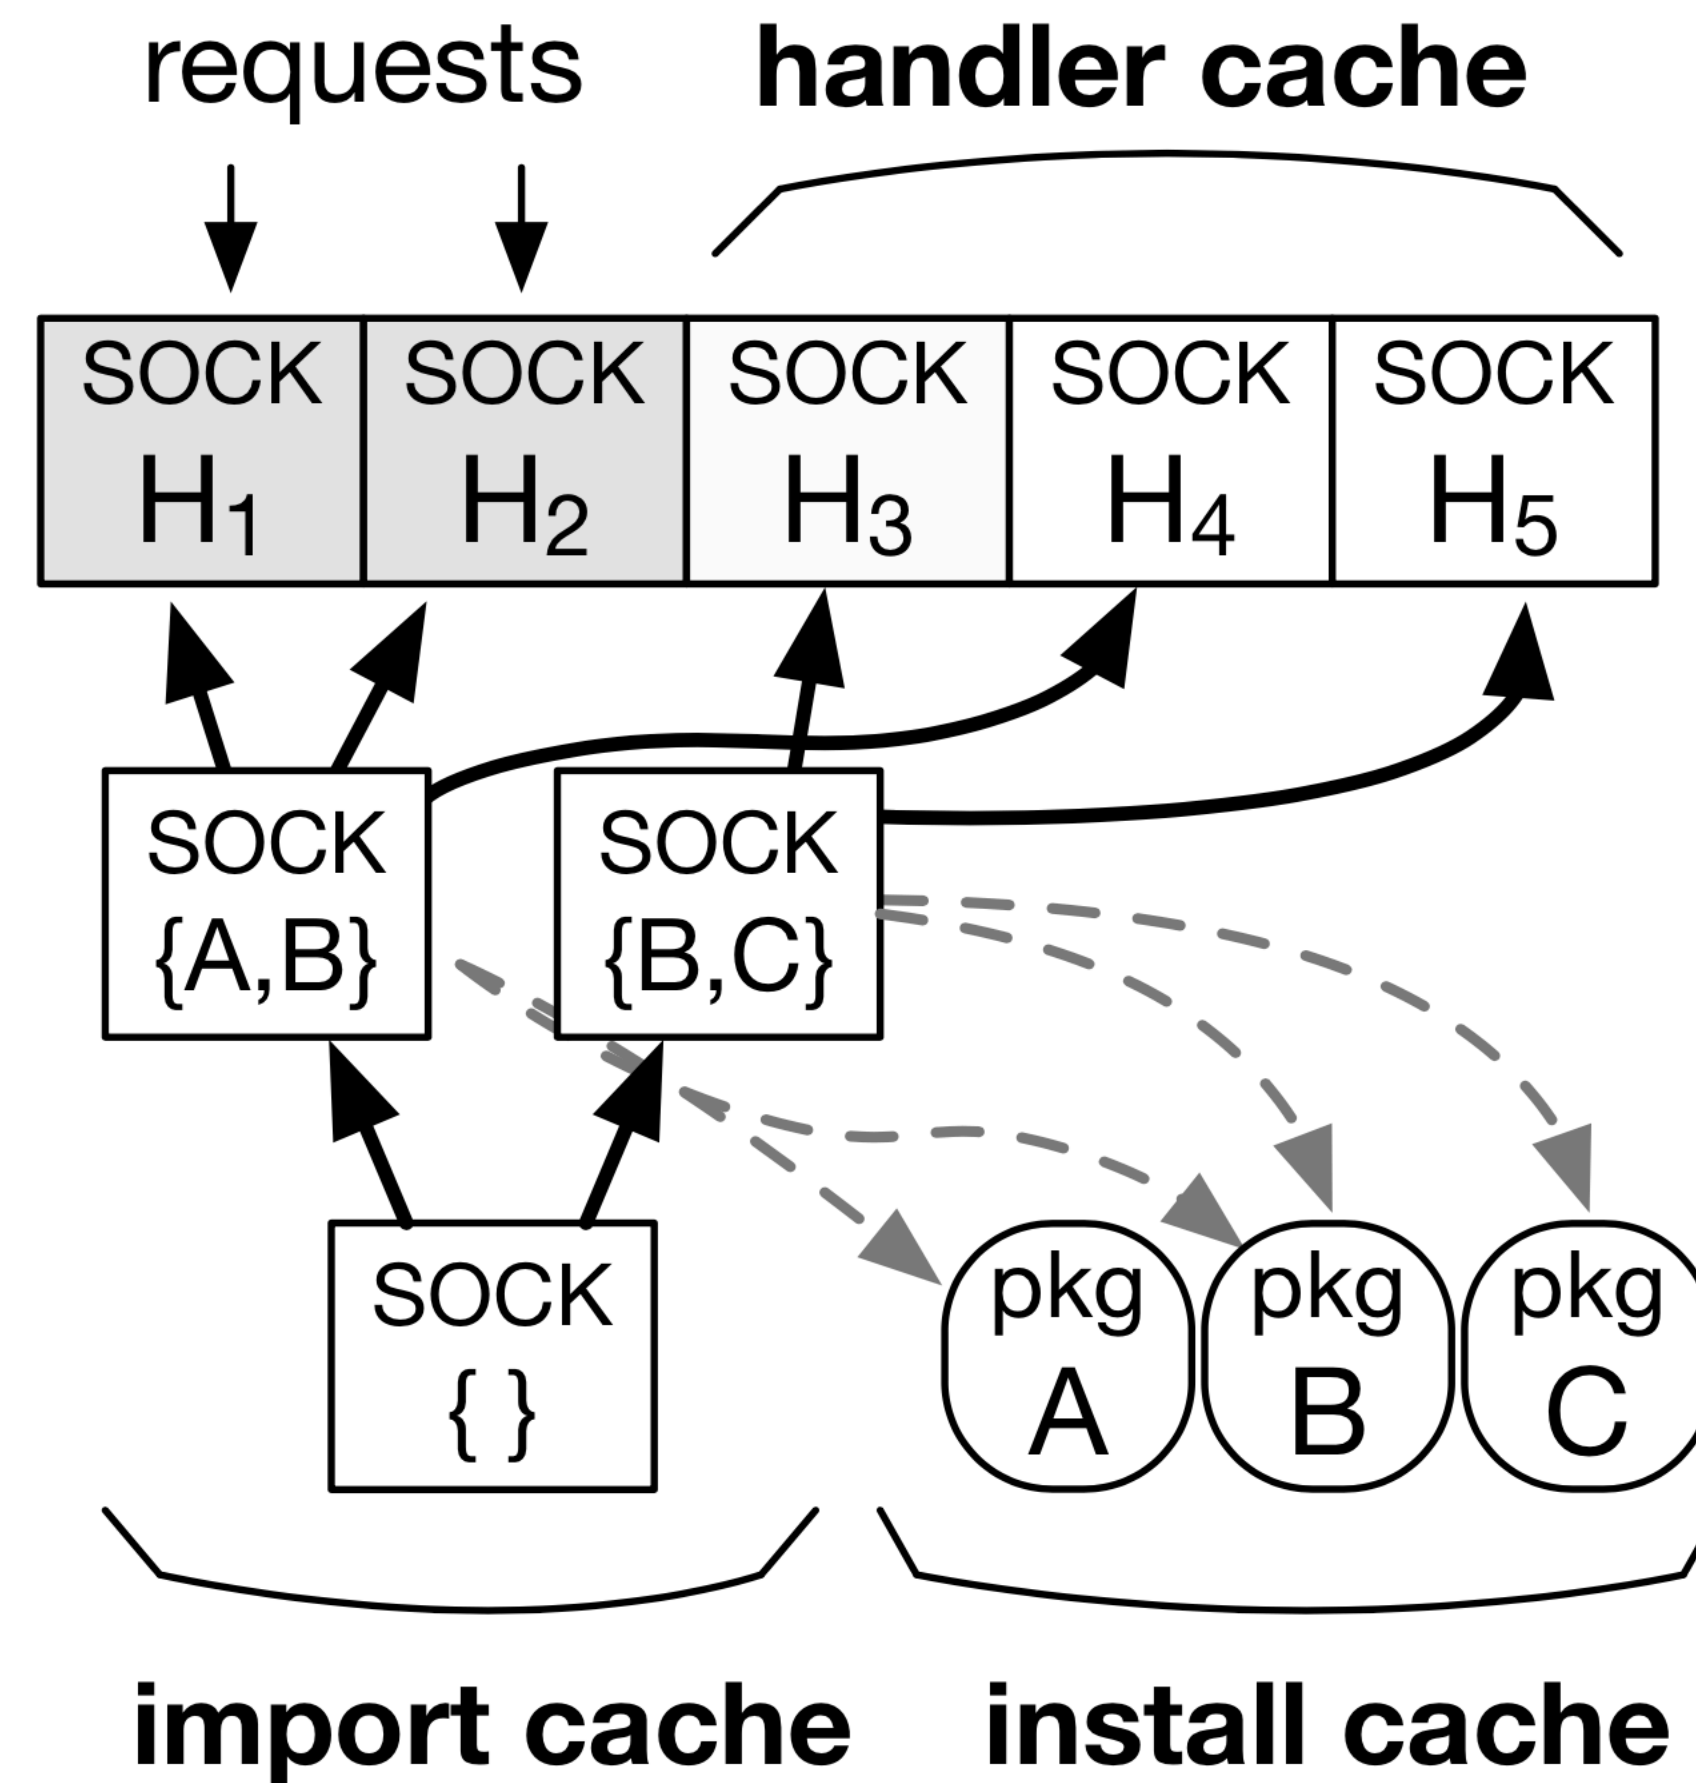 requests
handler cache
SOCK
H1
SOCK
H2
SOCK
H3
SOCK
H4
SOCK
H5
SOCK
{A,B}
SOCK
{B,C}
SOCK
{ }
pkg
A
pkg
B
pkg
C
import cache
install cache